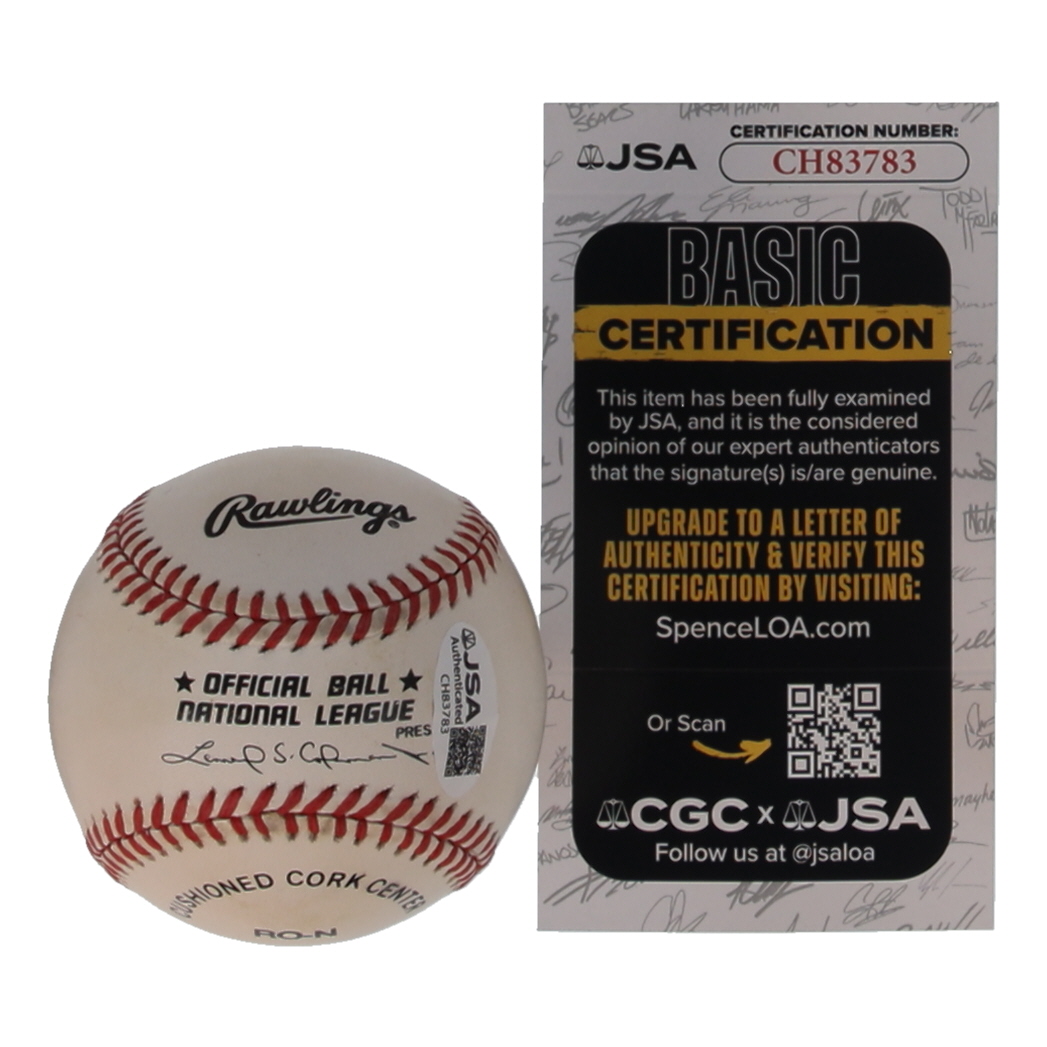 Rawlings
★ OFFICIAL BALL ★
NATIONAL LEAGUE
PRES
CUSHIONED CORK CENTER
RO-N
JSA
Authenticated
CH83783
JSA
CERTIFICATION NUMBER:
CH83783
BASIC
CERTIFICATION
This item has been fully examined
by JSA, and it is the considered
opinion of our expert authenticators
that the signature(s) is/are genuine.
UPGRADE TO A LETTER OF
AUTHENTICITY & VERIFY THIS
CERTIFICATION BY VISITING:
SpenceLOA.com
Or Scan
CGC x JSA
Follow us at @jsaloa